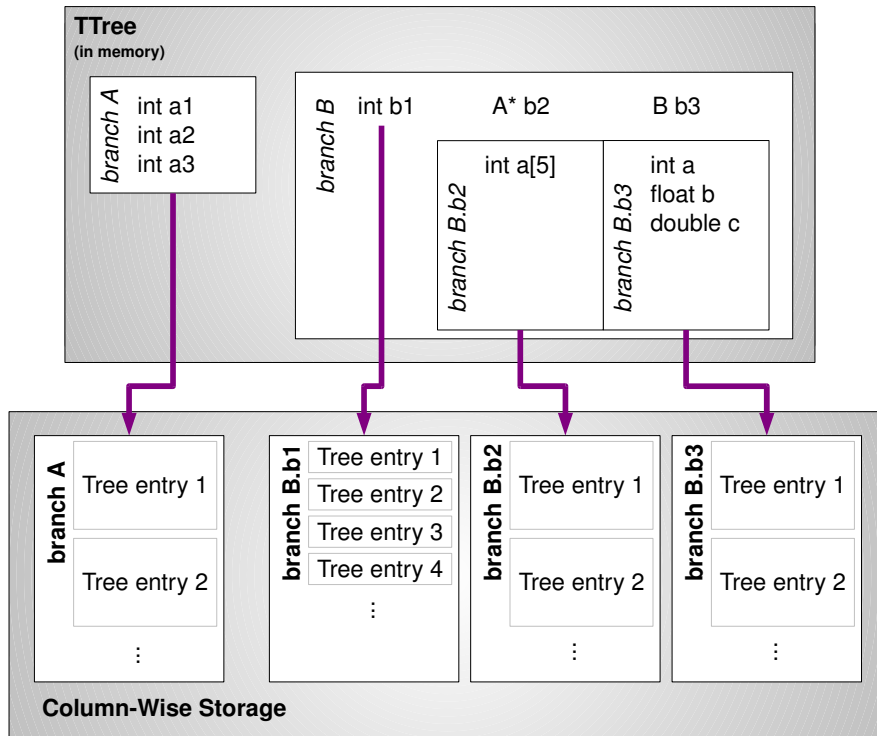 TTree
(in memory)
branch A
int a1
int a2
int a3
branch B
int b1
A* b2
B b3
branch B.b2
int a[5]
branch B.b3
int a
float b
double c
branch A
Tree entry 1
Tree entry 2
...
branch B.b1
Tree entry 1
Tree entry 2
Tree entry 3
Tree entry 4
...
branch B.b2
Tree entry 1
Tree entry 2
...
branch B.b3
Tree entry 1
Tree entry 2
...
Column-Wise Storage